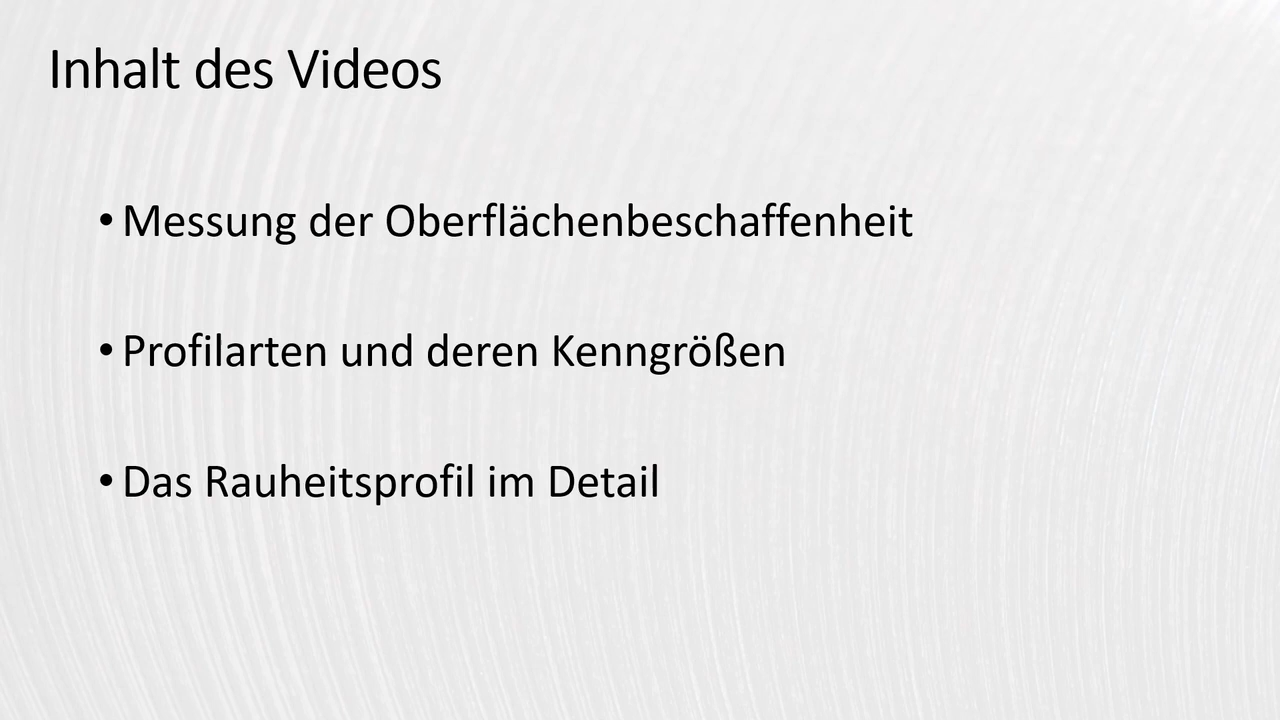 Inhalt des Videos
• Messung der Oberflächenbeschaffenheit
• Profilarten und deren Kenngrößen
• Das Rauheitsprofil im Detail